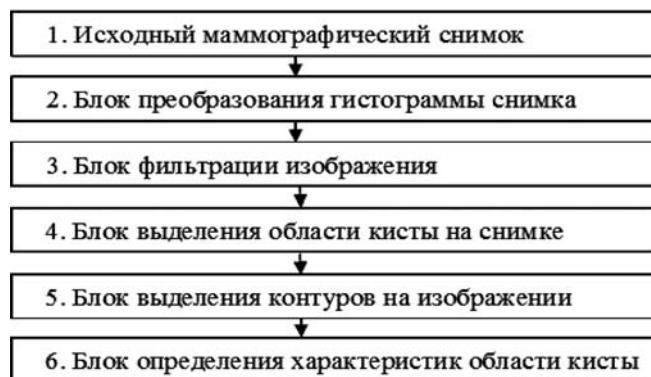 1. Исходный маммографический снимок
2. Блок преобразования гистограммы снимка
3. Блок фильтрации изображения
4. Блок выделения области кисты на снимке
5. Блок выделения контуров на изображении
6. Блок определения характеристик области кисты